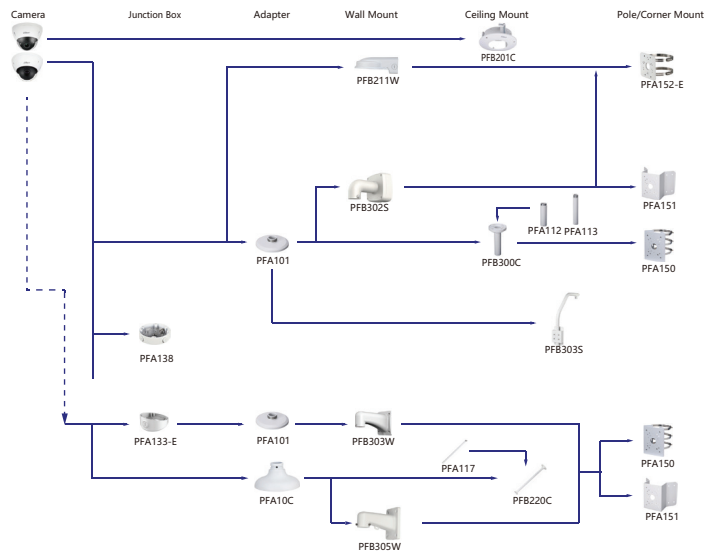 Camera
Junction Box
Adapter
Wall Mount
Ceiling Mount
Pole/Corner Mount
PFB201C
PFB211W
PFA152-E
PFB302S
PFA151
PFA112
PFA113
PFA101
PFB300C
PFA150
PFB303S
PFA138
PFA133-E
PFA101
PFB303W
PFA117
PFA150
PFA10C
PFB220C
PFA151
PFB305W